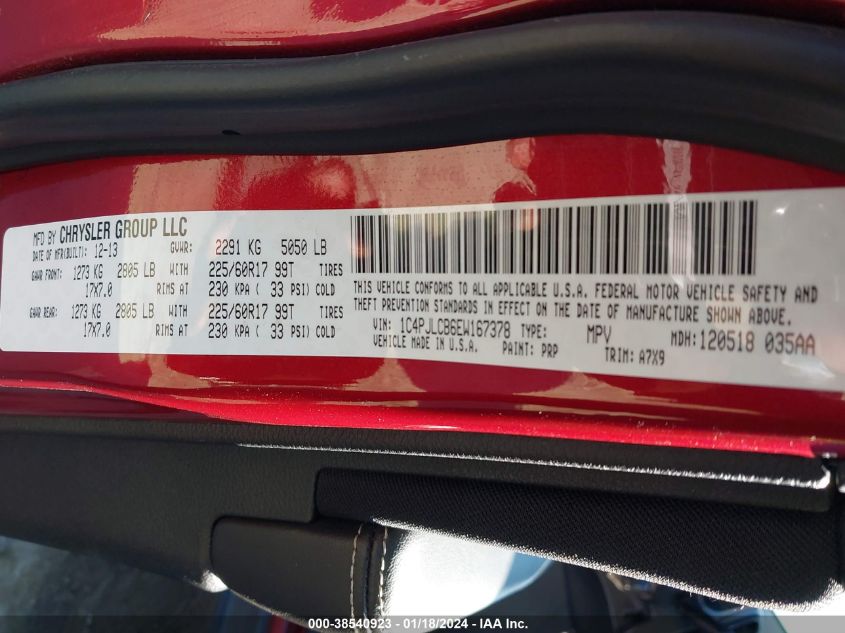 MFD BY CHRYSLER GROUP LLC
DATE OF MFR(BUILT): 12-13 GVWR: 2291 KG 5050 LB
GAWR FRONT: 1273 KG 2805 LB WITH 225/60R17 99T TIRES
17X7.0 RIMS AT 230 KPA ( 33 PSI) COLD
GAWR REAR: 1273 KG 2805 LB WITH 225/60R17 99T TIRES
17X7.0 RIMS AT 230 KPA ( 33 PSI) COLD
THIS VEHICLE CONFORMS TO ALL APPLICABLE U.S.A. FEDERAL MOTOR VEHICLE SAFETY AND
THEFT PREVENTION STANDARDS IN EFFECT ON THE DATE OF MANUFACTURE SHOWN ABOVE.
VIN: 1C4PJLCB6EW167378 TYPE: MPV MDH: 120518 035AA
VEHICLE MADE IN U.S.A. PAINT: PRP TRIM: A7X9
000-38540923 - 01/18/2024 - IAA Inc.